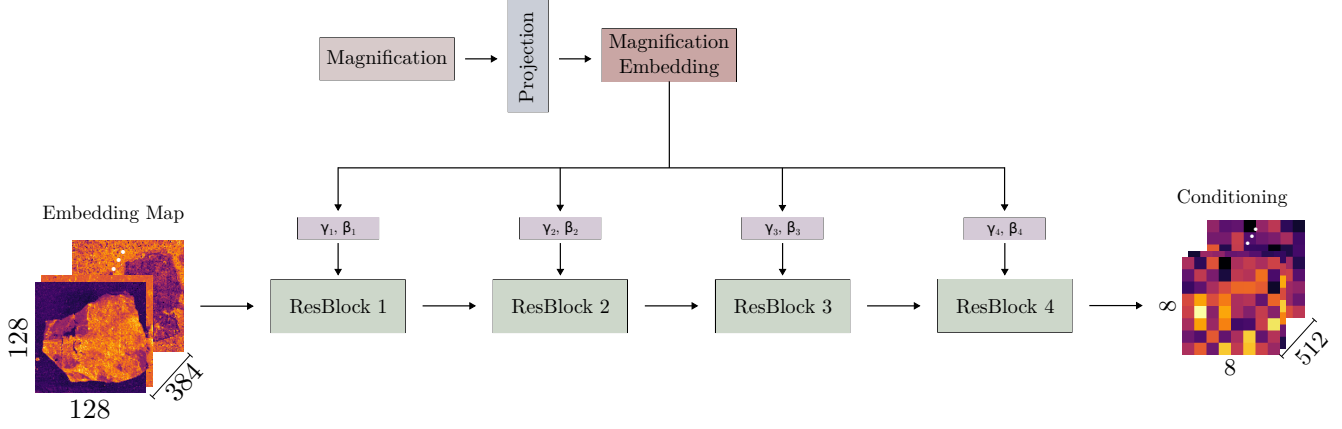 Magnification
Projection
Magnification
Embedding
Embedding Map
Conditioning
γ1, β1
γ2, β2
γ3, β3
γ4, β4
ResBlock 1
ResBlock 2
ResBlock 3
ResBlock 4
128
128
384
8
8
512